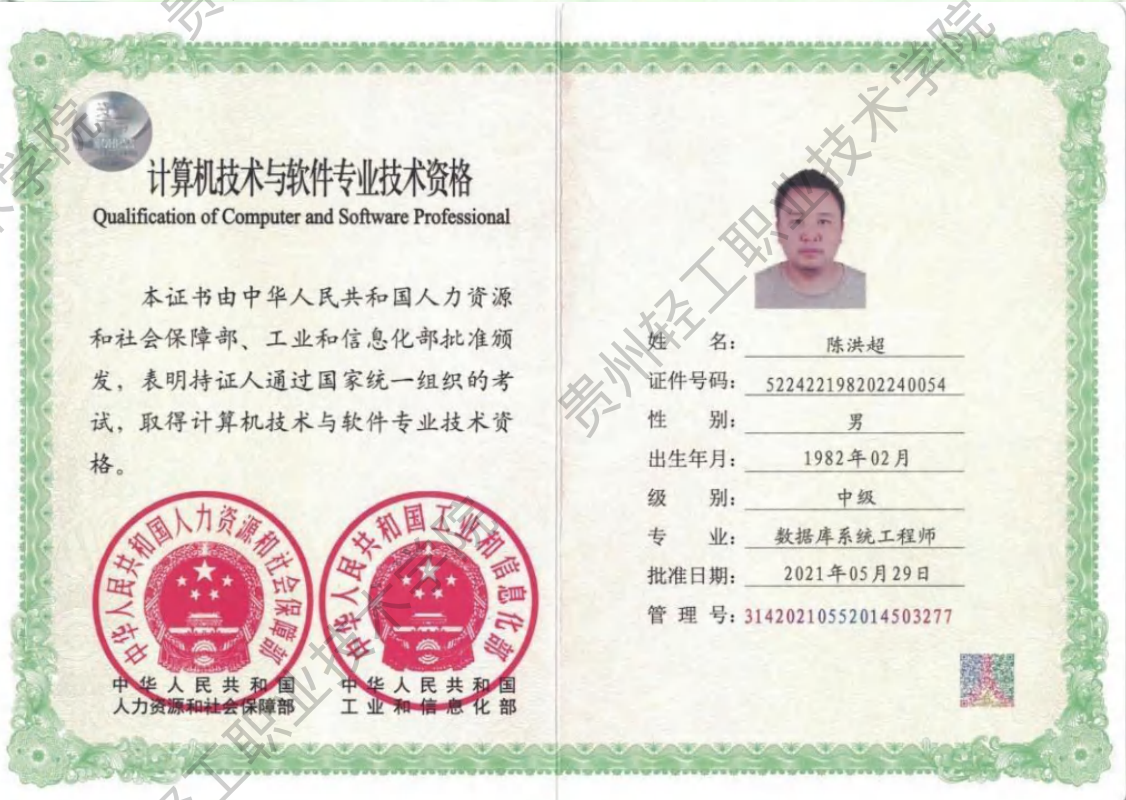 计算机技术与软件专业技术资格
Qualification of Computer and Software Professional
本证书由中华人民共和国人力资源
和社会保障部、工业和信息化部批准颁
发，表明持证人通过国家统一组织的考
试，取得计算机技术与软件专业技术资
格。
中华人民共和国人力资源和社会保障部
中华人民共和国
人力资源和社会保障部
中华人民共和国工业和信息化部
中华人民共和国
工业和信息化部
姓 名：陈洪超
证件号码：522422198202240054
性 别：男
出生年月：1982年02月
级 别：中级
专 业：数据库系统工程师
批准日期：2021年05月29日
管 理 号：31420210552014503277
贵州轻工职业技术学院